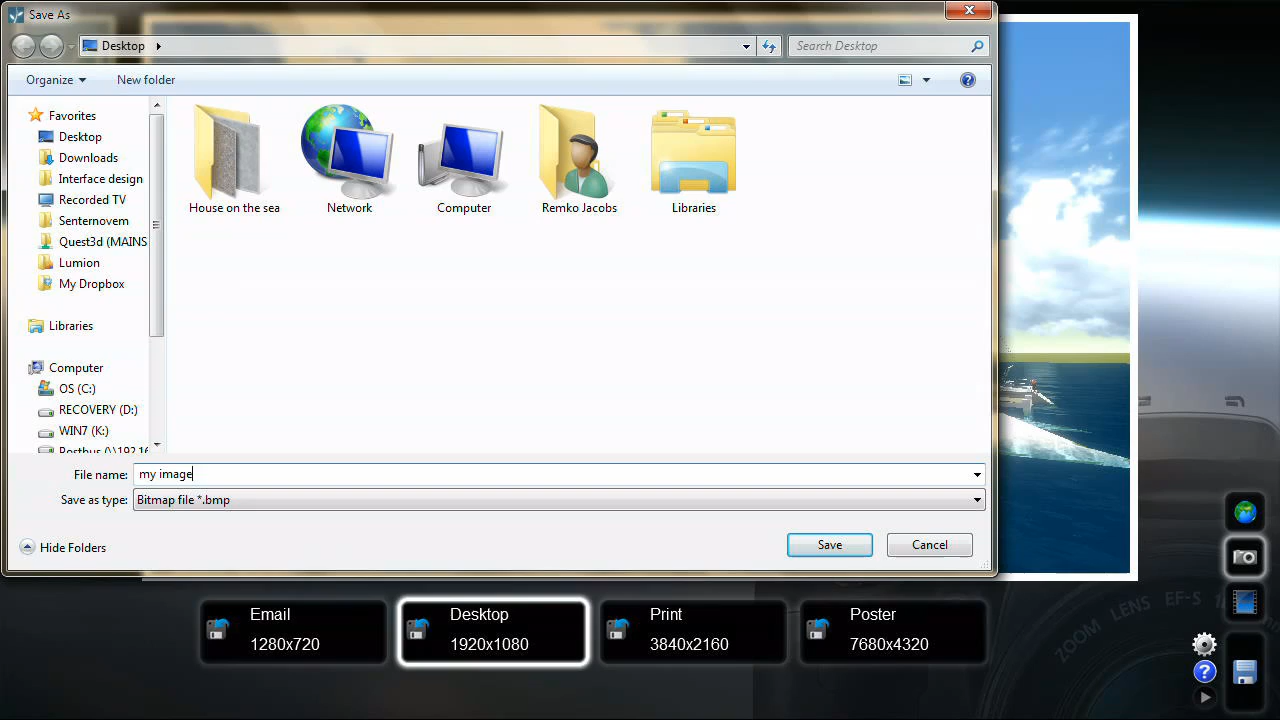 Save As
Desktop
Search Desktop
Organize
New folder
Favorites
Desktop
Downloads
Interface design
Recorded TV
Senternovem
Quest3d (MAINS
Lumion
My Dropbox
Libraries
Computer
OS (C:)
RECOVERY (D:)
WIN7 (K:)
House on the sea
Network
Computer
Remko Jacobs
Libraries
File name:
my image
Save as type:
Bitmap file *.bmp
Hide Folders
Save
Cancel
Email
1280x720
Desktop
1920x1080
Print
3840x2160
Poster
7680x4320
ZOOM LENS EF-S